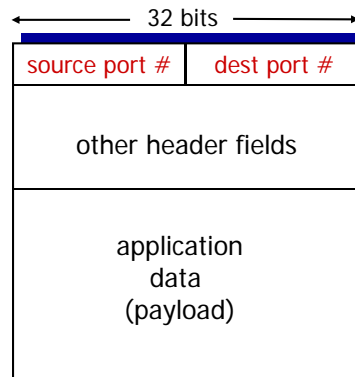 32 bits
source port # dest port #
other header fields
application
data
(payload)